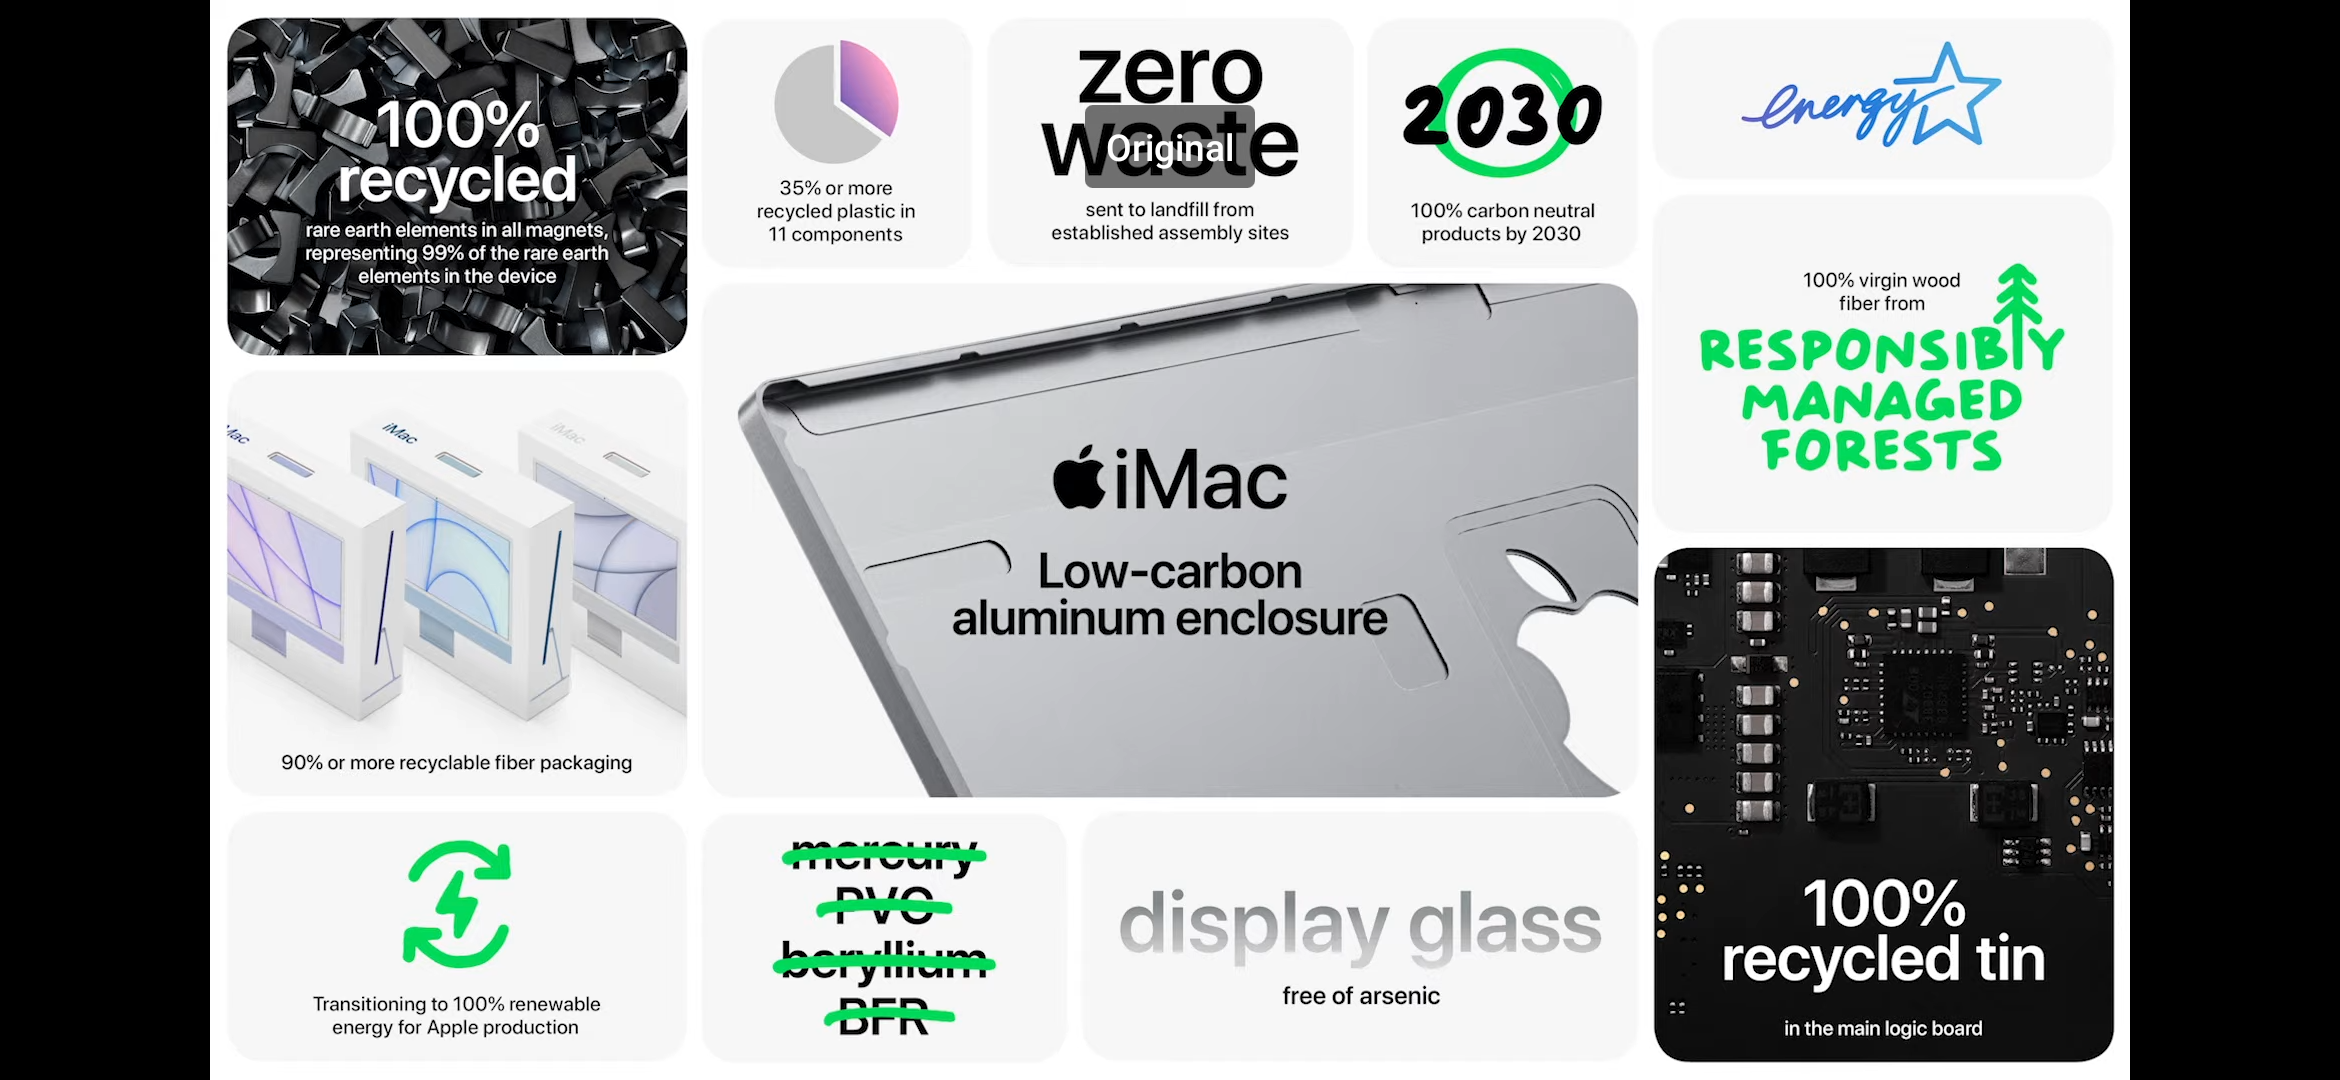 100%
recycled
rare earth elements in all magnets,
representing 99% of the rare earth
elements in the device
35% or more
recycled plastic in
11 components
zero
waste
Original
sent to landfill from
established assembly sites
2030
100% carbon neutral
products by 2030
energy
100% virgin wood
fiber from
RESPONSIBLY
MANAGED
FORESTS
iMac
iMac
iMac
90% or more recyclable fiber packaging
iMac
Low-carbon
aluminum enclosure
100%
recycled tin
in the main logic board
Transitioning to 100% renewable
energy for Apple production
mercury
PVC
beryllium
BFR
display glass
free of arsenic